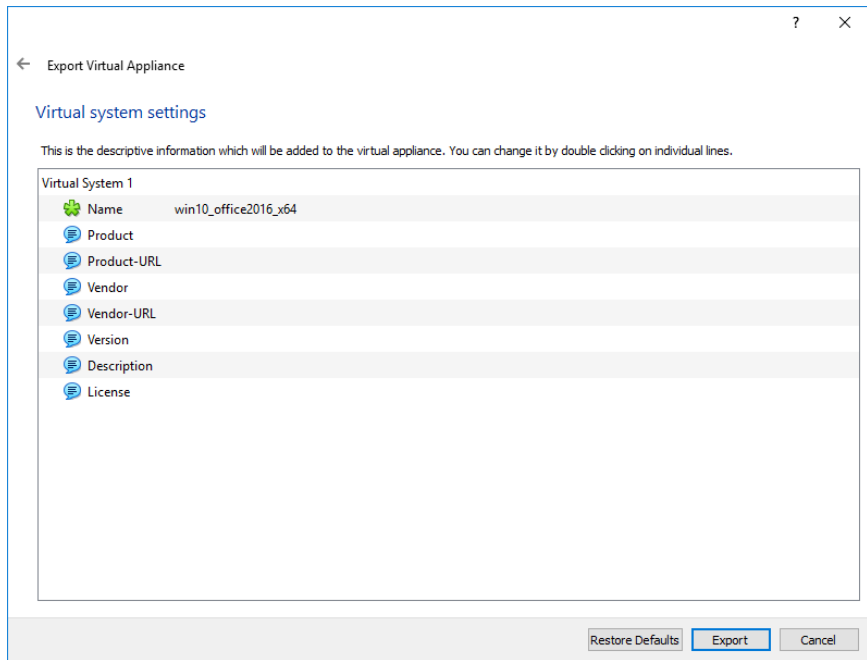 ?
Export Virtual Appliance
Virtual system settings
This is the descriptive information which will be added to the virtual appliance. You can change it by double clicking on individual lines.
Virtual System 1
Name win10_office2016_x64
Product
Product-URL
Vendor
Vendor-URL
Version
Description
License
Restore Defaults Export Cancel